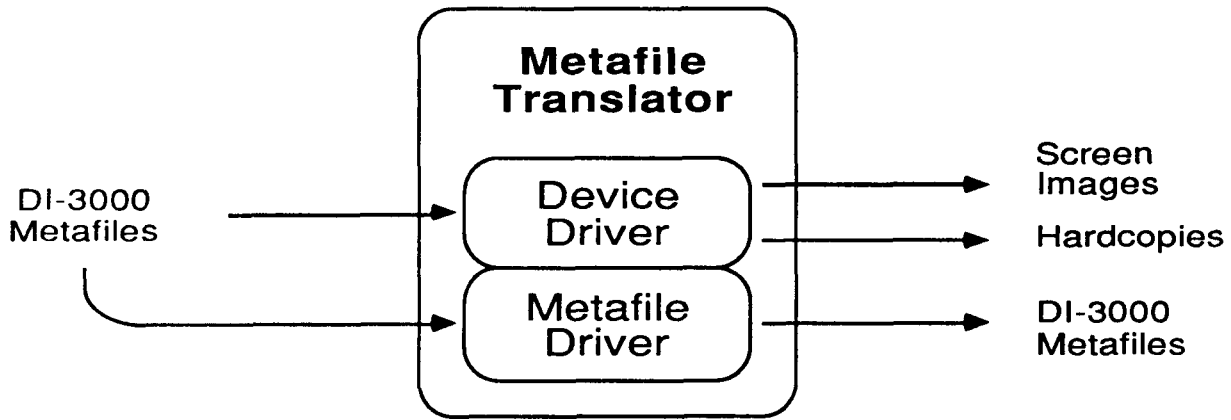 Metafile
Translator
DI-3000
Metafiles
Device
Driver
Metafile
Driver
Screen
Images
Hardcopies
DI-3000
Metafiles